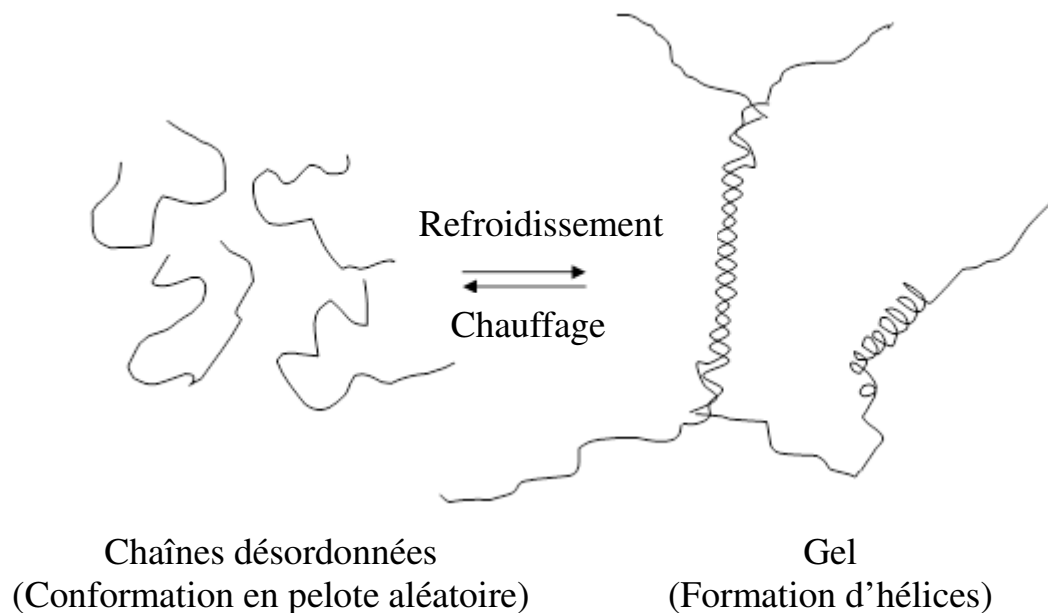 Refroidissement
Chauffage
Chaînes désordonnées
(Conformation en pelote aléatoire)
Gel
(Formation d'hélices)